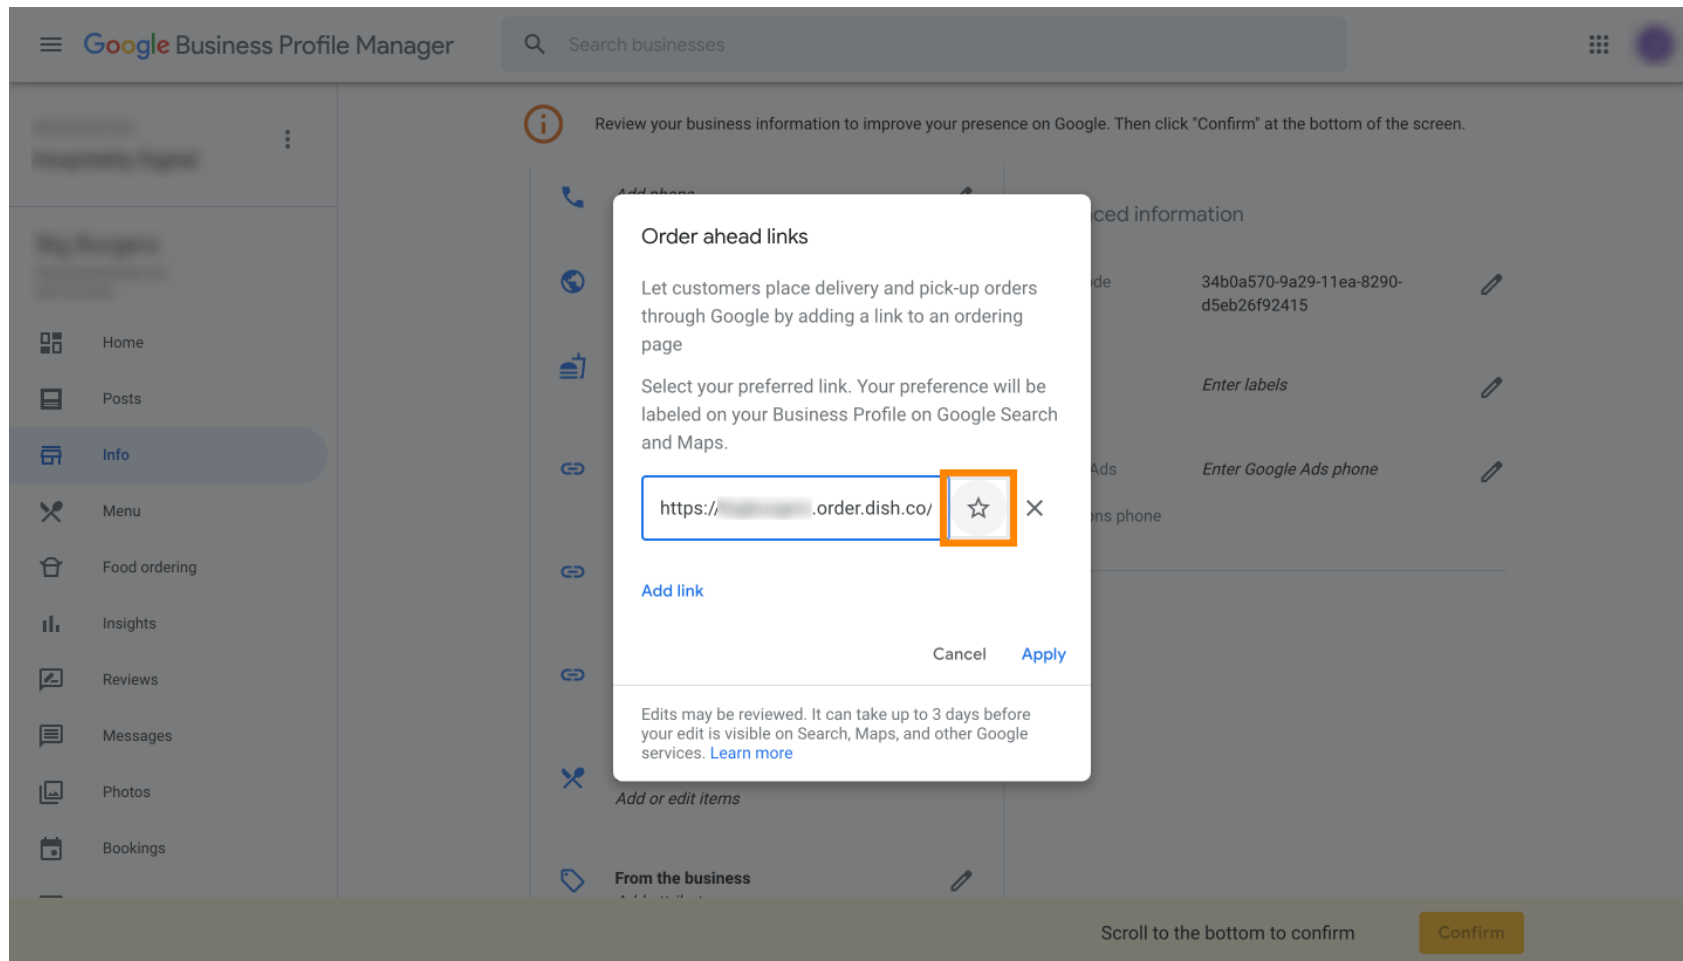 Google Business Profile Manager
Search businesses
Review your business information to improve your presence on Google. Then click "Confirm" at the bottom of the screen.
Home
Posts
Info
Menu
Food ordering
Insights
Reviews
Messages
Photos
Bookings
Add phone
Order ahead links
Let customers place delivery and pick-up orders
through Google by adding a link to an ordering
page
Select your preferred link. Your preference will be
labeled on your Business Profile on Google Search
and Maps.
https://
.order.dish.co/
Add link
Cancel Apply
Edits may be reviewed. It can take up to 3 days before
your edit is visible on Search, Maps, and other Google
services. Learn more
Add or edit items
From the business
ced information
de
34b0a570-9a29-11ea-8290-
d5eb26f92415
Enter labels
Ads
Enter Google Ads phone
ons phone
Scroll to the bottom to confirm
Confirm